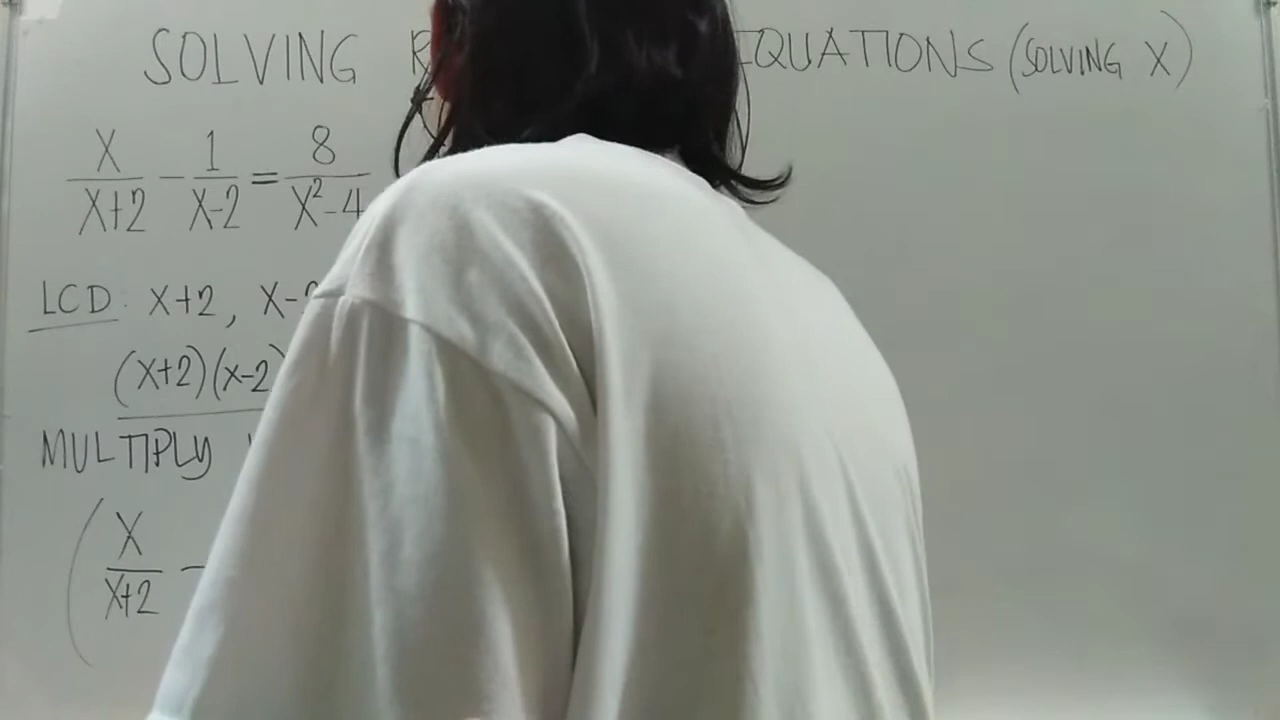 SOLVING EQUATIONS (SOLVING X)
X/X+2 - 1/X-2 = 8/X²-4
LCD: X+2, X-2
(X+2)(X-2)
MULTIPLY
(X/X+2 -